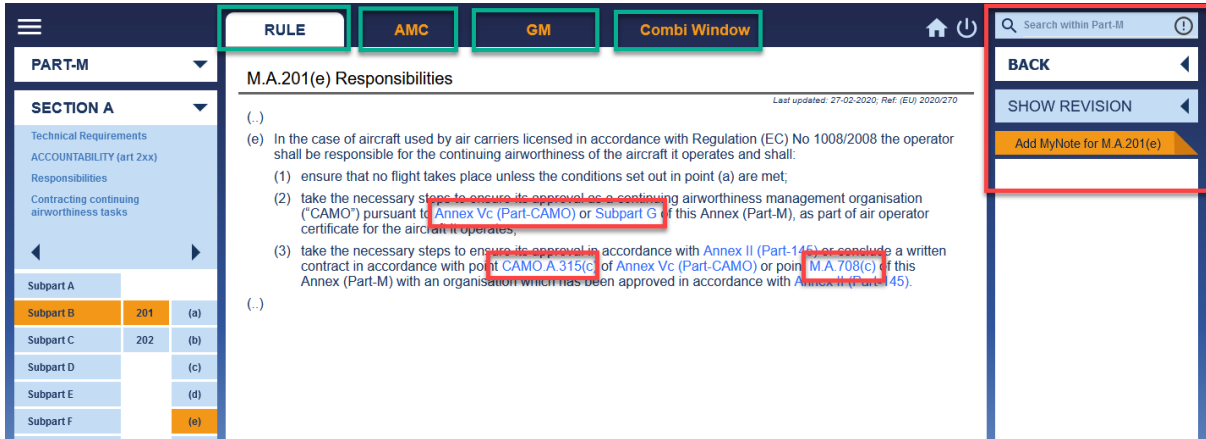 RULE
AMC
GM
Combi Window
PART-M
SECTION A
Technical Requirements
ACCOUNTABILITY (art 2xx)
Responsibilities
Contracting continuing
airworthiness tasks
Subpart A
Subpart B 201 (a)
Subpart C 202 (b)
Subpart D (c)
Subpart E (d)
Subpart F (e)
M.A.201(e) Responsibilities
Last updated: 27-02-2020; Ref: (EU) 2020/270
(..)
(e) In the case of aircraft used by air carriers licensed in accordance with Regulation (EC) No 1008/2008 the operator
shall be responsible for the continuing airworthiness of the aircraft it operates and shall:
(1) ensure that no flight takes place unless the conditions set out in point (a) are met;
(2) take the necessary steps to ensure its approval as a continuing airworthiness management organisation
("CAMO") pursuant to Annex Vc (Part-CAMO) or Subpart G of this Annex (Part-M), as part of air operator
certificate for the aircraft it operates;
(3) take the necessary steps to ensure its approval in accordance with Annex II (Part-145) or conclude a written
contract in accordance with point CAMO.A.315(c) of Annex Vc (Part-CAMO) or point M.A.708(c) of this
Annex (Part-M) with an organisation which has been approved in accordance with Annex II (Part-145).
(..)
Search within Part-M
BACK
SHOW REVISION
Add MyNote for M.A.201(e)